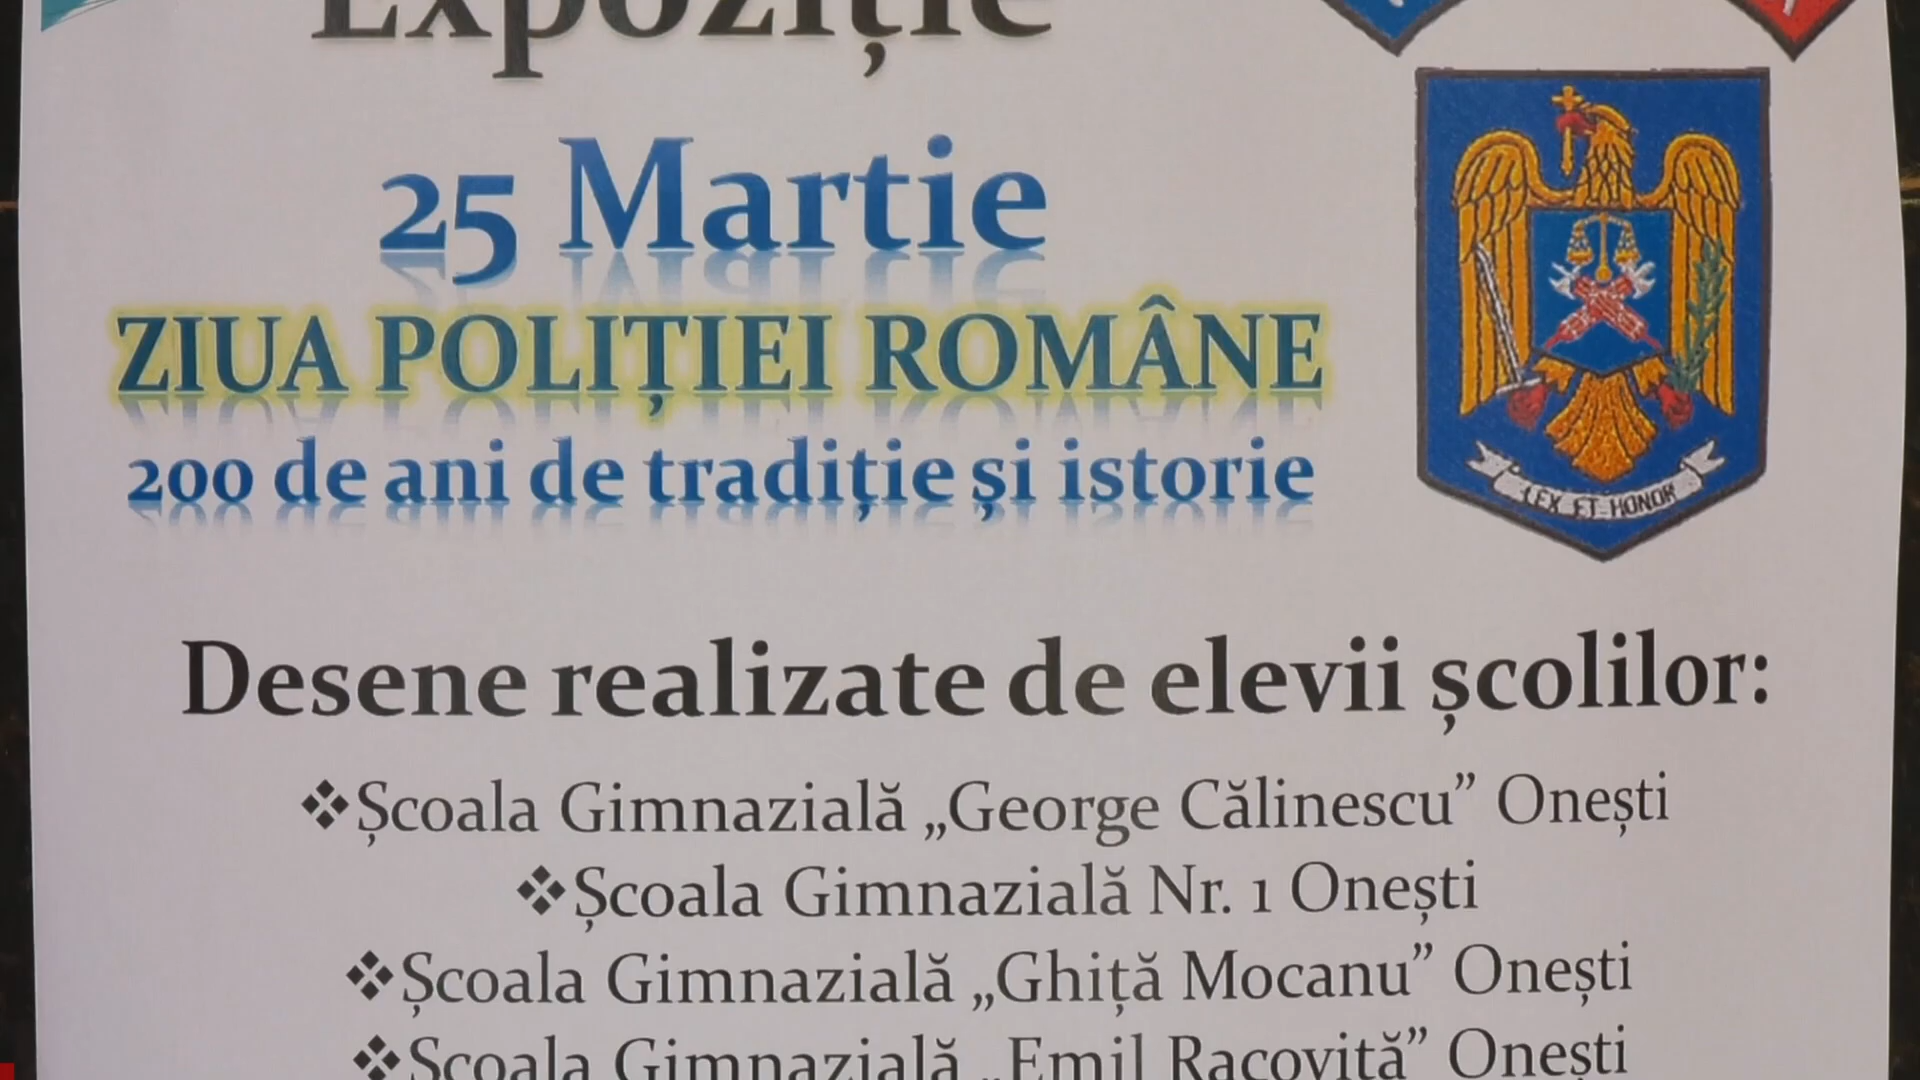 Expoziție
25 Martie
ZIUA POLIȚIEI ROMÂNE
200 de ani de tradiție și istorie
LEX ET HONOR
Desene realizate de elevii școlilor:
❖Școala Gimnazială „George Călinescu” Onești
❖Școala Gimnazială Nr. 1 Onești
❖Școala Gimnazială „Ghiță Mocanu” Onești
❖Școala Gimnazială „Emil Racoviță” Onești